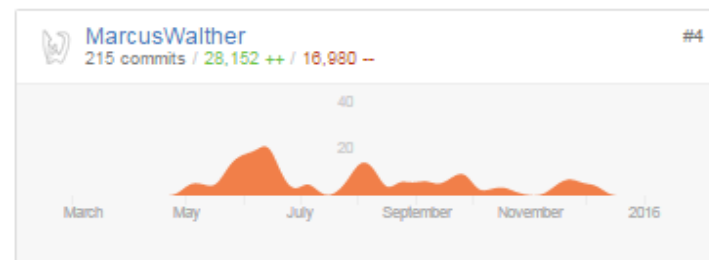 MarcusWalther
#4
215 commits / 28,152 ++ / 16,980 --
40
20
March May July September November 2016